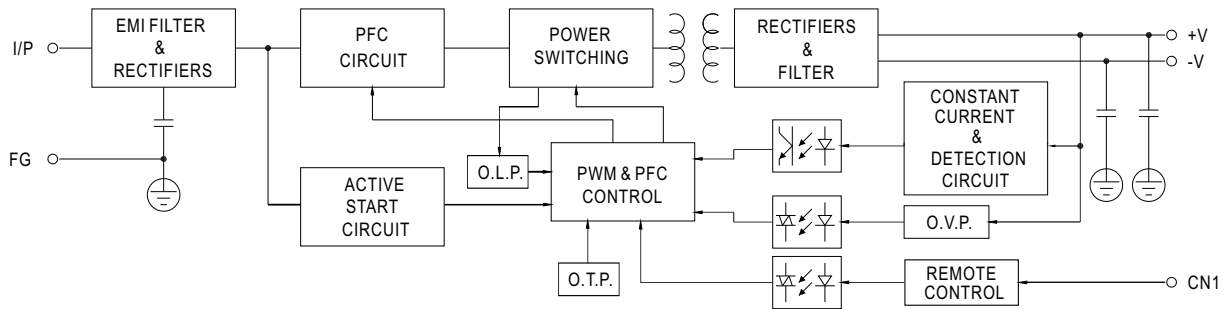 I/P
EMI FILTER
&
RECTIFIERS
PFC
CIRCUIT
POWER
SWITCHING
RECTIFIERS
&
FILTER
+V
-V
CONSTANT
CURRENT
&
DETECTION
CIRCUIT
FG
O.L.P.
PWM & PFC
CONTROL
ACTIVE
START
CIRCUIT
O.V.P.
O.T.P.
REMOTE
CONTROL
CN1